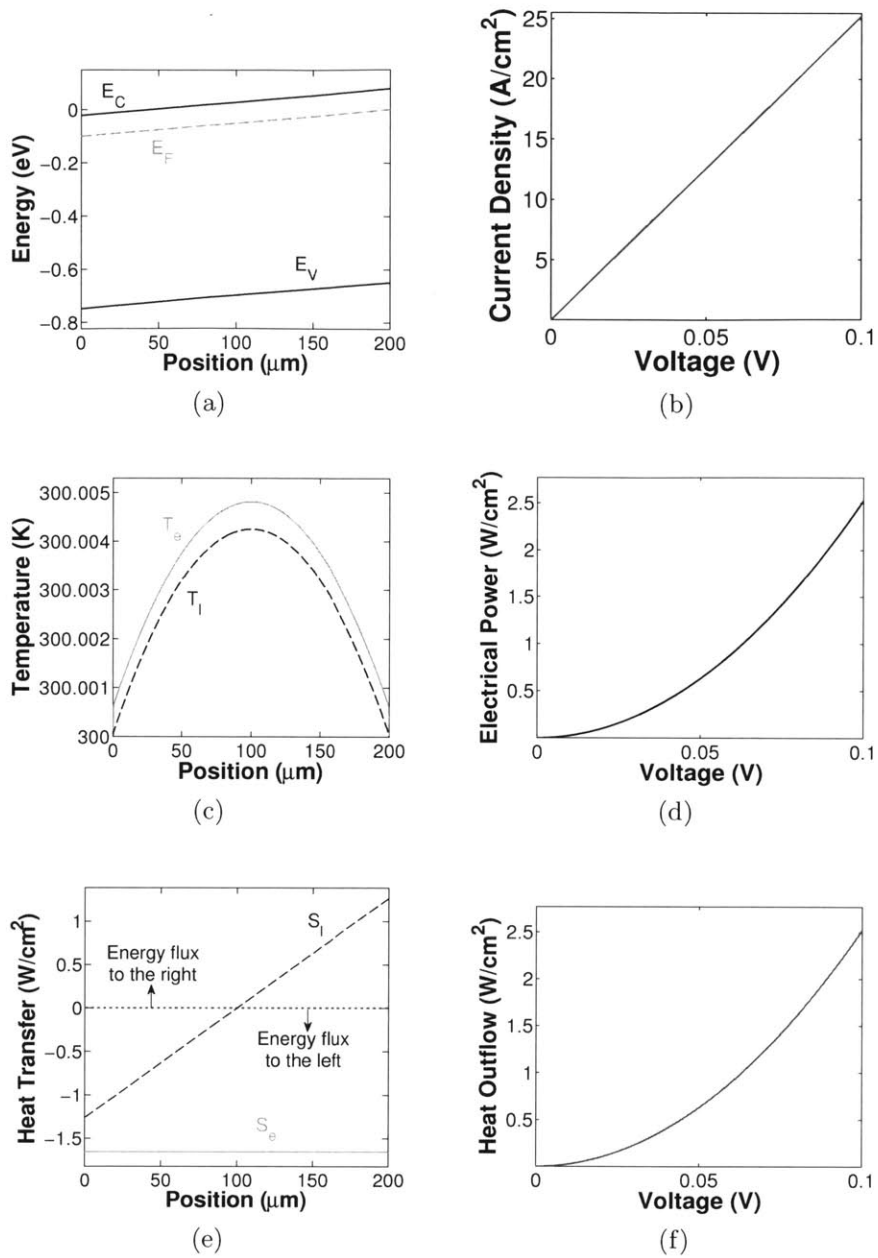 E_C
E_F
E_V
Energy (eV)
0
−0.2
−0.4
−0.6
−0.8
0 50 100 150 200
Position (μm)
(a)
Current Density (A/cm²)
25
20
15
10
5
0 0.05 0.1
Voltage (V)
(b)
Temperature (K)
300.005
300.004
300.002
300.001
300
T_e
T_l
0 50 100 150 200
Position (μm)
(c)
Electrical Power (W/cm²)
2.5
2
1.5
1
0.5
0 0.05 0.1
Voltage (V)
(d)
Heat Transfer (W/cm²)
1
0.5
0
−0.5
−1
−1.5
S_l
Energy flux
to the right
Energy flux
to the left
S_e
0 50 100 150 200
Position (μm)
(e)
Heat Outflow (W/cm²)
2.5
2
1.5
1
0.5
0 0.05 0.1
Voltage (V)
(f)